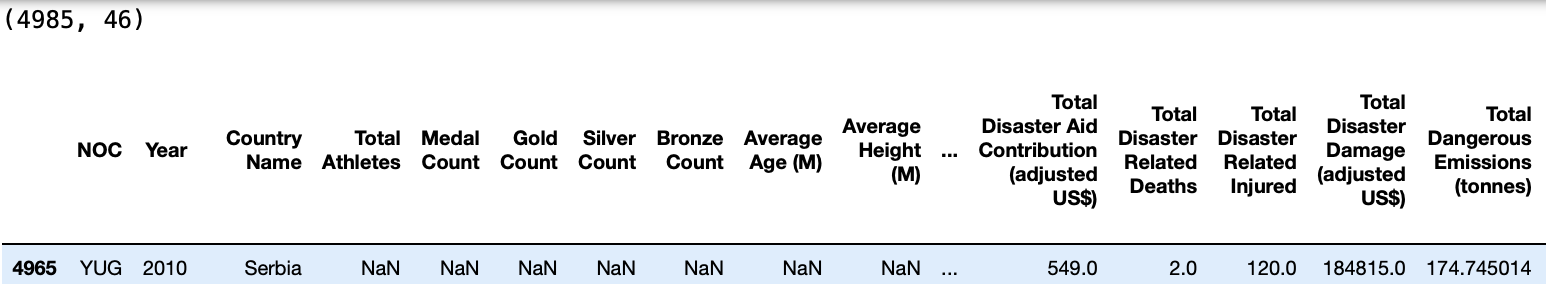 (4985, 46)
NOC Year Country Name Total Athletes Medal Count Gold Count Silver Count Bronze Count Average Age (M) Average Height (M) ... Total Disaster Aid Contribution (adjusted US$) Total Disaster Related Deaths Total Disaster Related Injured Total Disaster Damage (adjusted US$) Total Dangerous Emissions (tonnes)
4965 YUG 2010 Serbia NaN NaN NaN NaN NaN NaN NaN ... 549.0 2.0 120.0 184815.0 174.745014